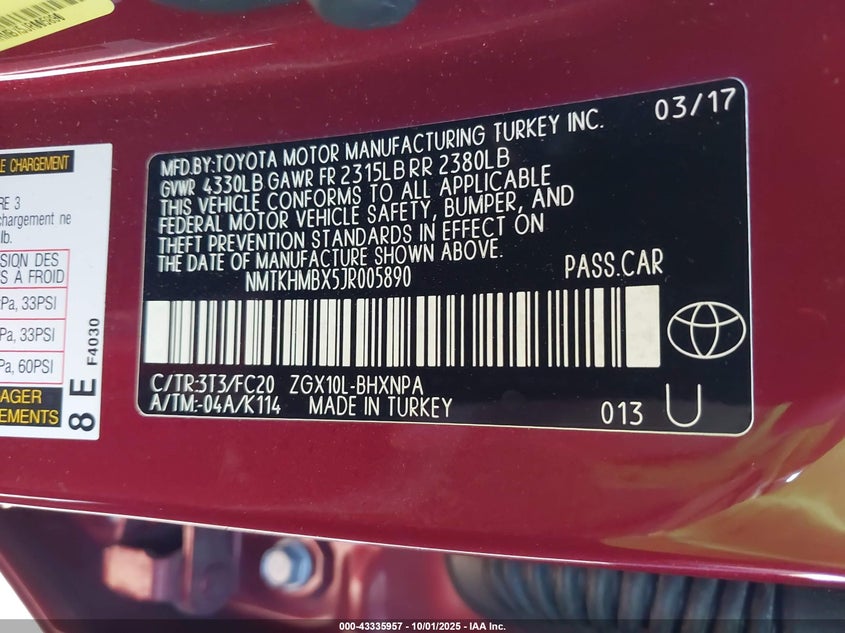 E CHARGEMENT
RE 3
chargement ne
lb.
SION DES
S À FROID
Pa, 33PSI
Pa, 33PSI
Pa, 60PSI
AGER
EMENTS
8 E F4030
03/17
MFD.BY:TOYOTA MOTOR MANUFACTURING TURKEY INC.
GVWR 4330LB GAWR FR 2315LB RR 2380LB
THIS VEHICLE CONFORMS TO ALL APPLICABLE
FEDERAL MOTOR VEHICLE SAFETY, BUMPER, AND
THEFT PREVENTION STANDARDS IN EFFECT ON
THE DATE OF MANUFACTURE SHOWN ABOVE.
NMTKHMBX5JR005890 PASS.CAR
C/TR:3T3/FC20 ZGX10L-BHXNPA
A/TM:-04A/K114 MADE IN TURKEY
013 U
000-43335957 - 10/01/2025 - IAA Inc.